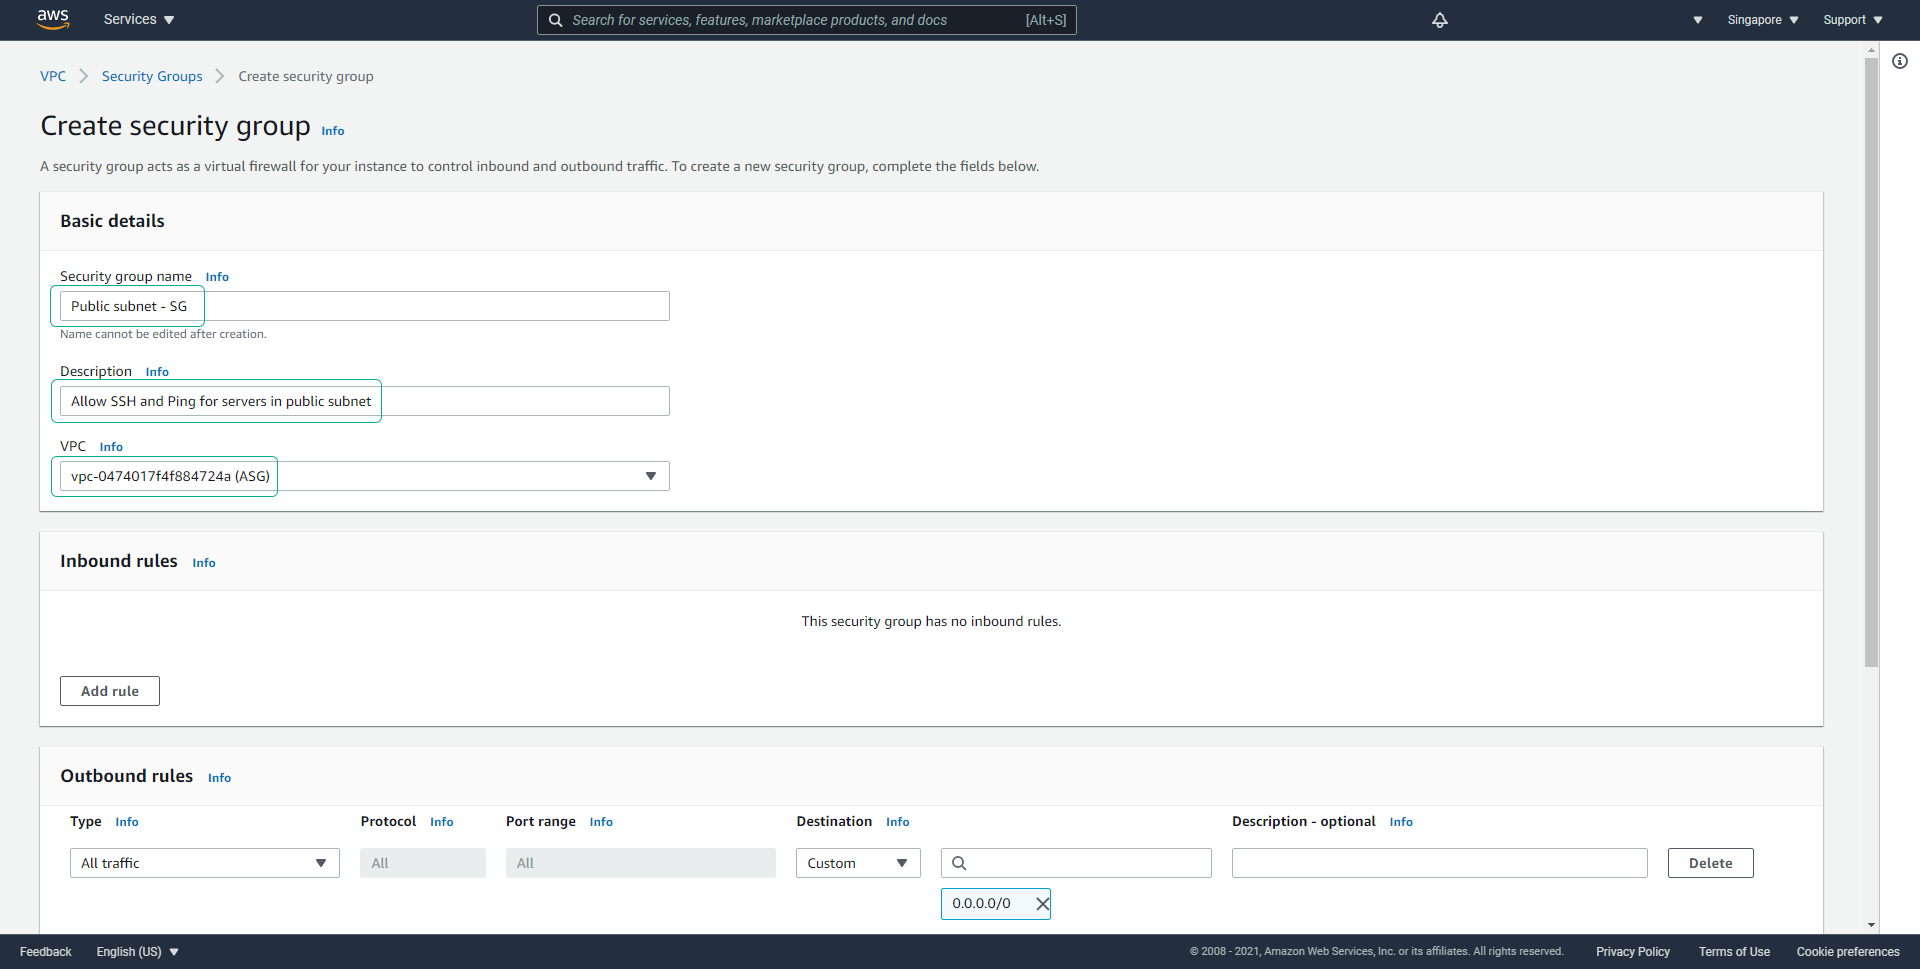 aws Services Search for services, features, marketplace products, and docs [Alt+S] Singapore Support
VPC Security Groups Create security group
Create security group Info
A security group acts as a virtual firewall for your instance to control inbound and outbound traffic. To create a new security group, complete the fields below.
Basic details
Security group name Info
Public subnet - SG
Name cannot be edited after creation.
Description Info
Allow SSH and Ping for servers in public subnet
VPC Info
vpc-0474017f4f884724a (ASG)
Inbound rules Info
This security group has no inbound rules.
Add rule
Outbound rules Info
Type Info Protocol Info Port range Info Destination Info Description - optional Info
All traffic All All Custom Delete
0.0.0.0/0
Feedback English (US) © 2008 - 2021, Amazon Web Services, Inc. or its affiliates. All rights reserved. Privacy Policy Terms of Use Cookie preferences